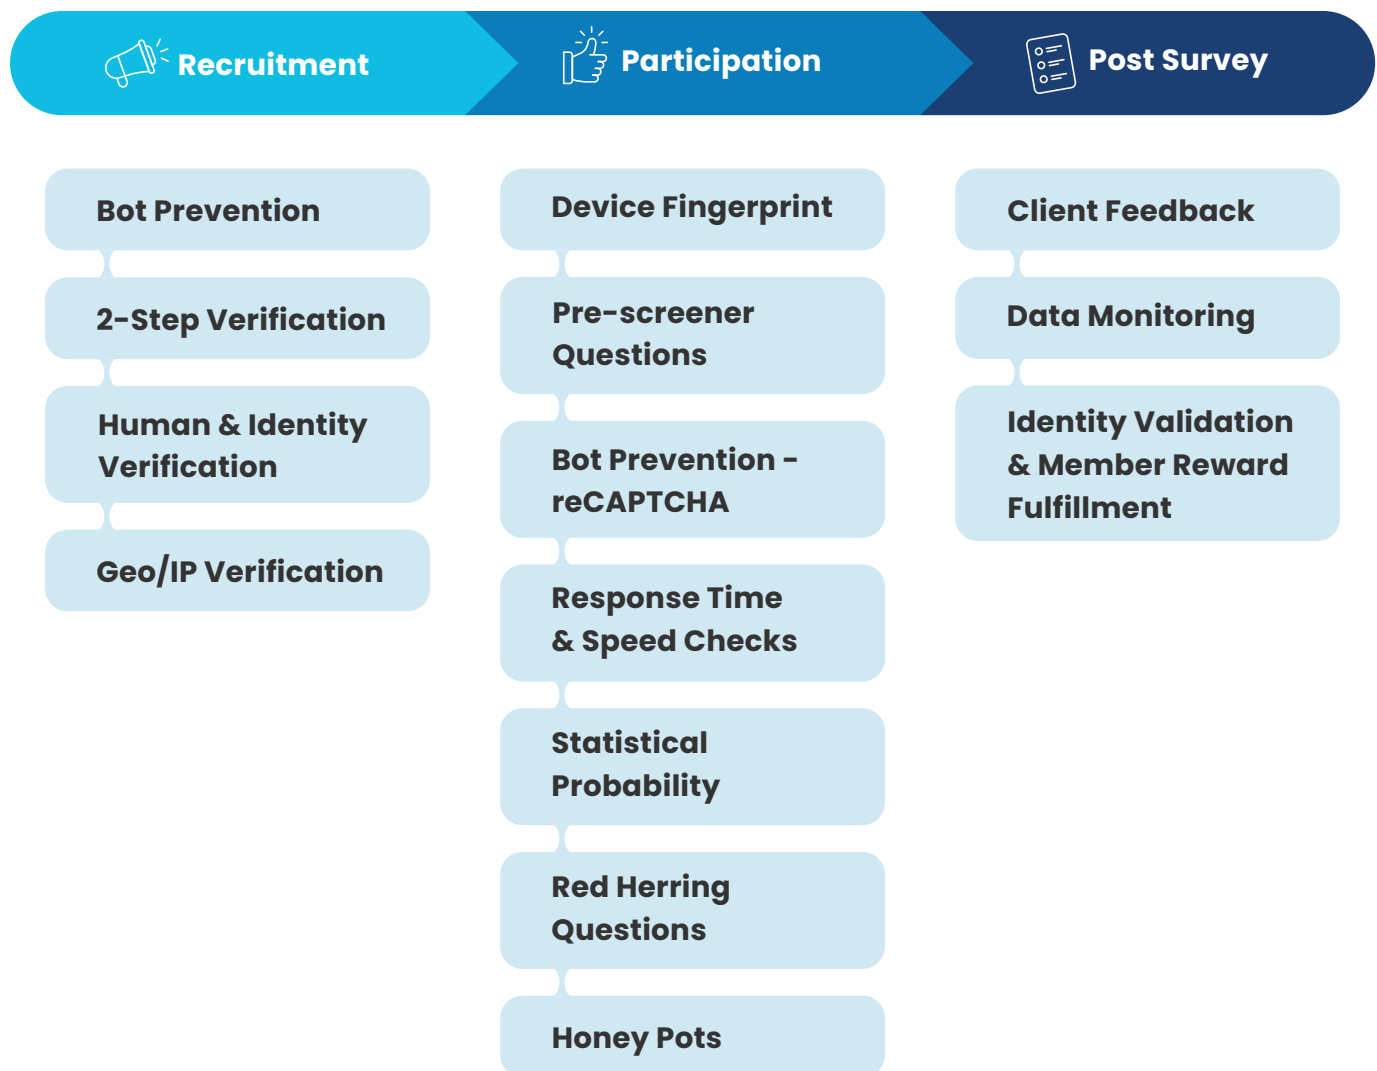 Recruitment
Participation
Post Survey
Bot Prevention
2-Step Verification
Human & Identity
Verification
Geo/IP Verification
Device Fingerprint
Pre-screener
Questions
Bot Prevention -
reCAPTCHA
Response Time
& Speed Checks
Statistical
Probability
Red Herring
Questions
Honey Pots
Client Feedback
Data Monitoring
Identity Validation
& Member Reward
Fulfillment